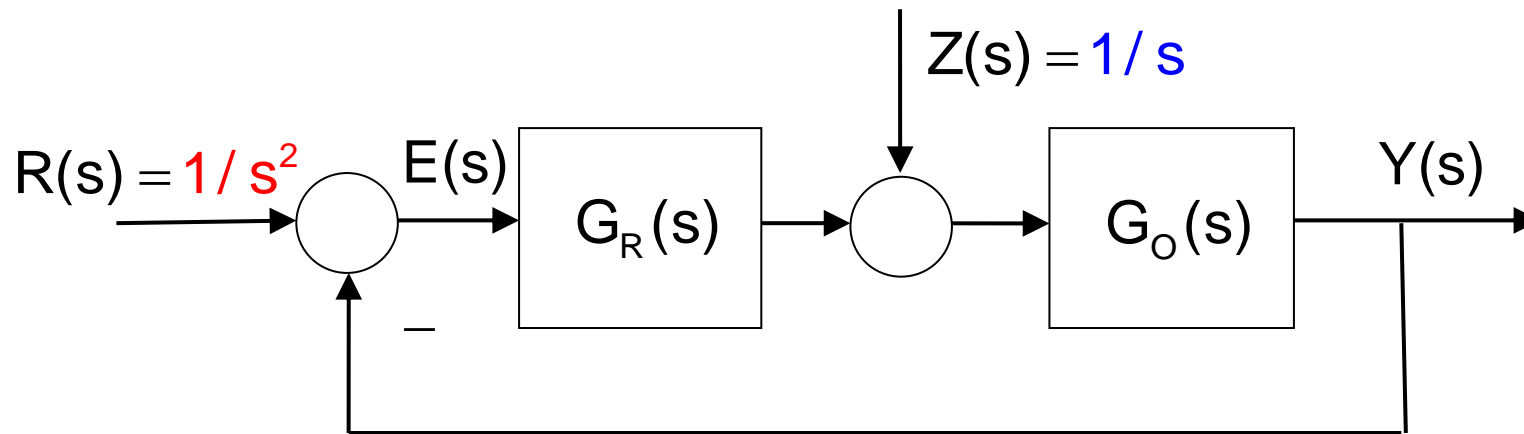 Z(s) = 1/ s
R(s) = 1/ s²
E(s)
G_R(s)
G_O(s)
Y(s)
−